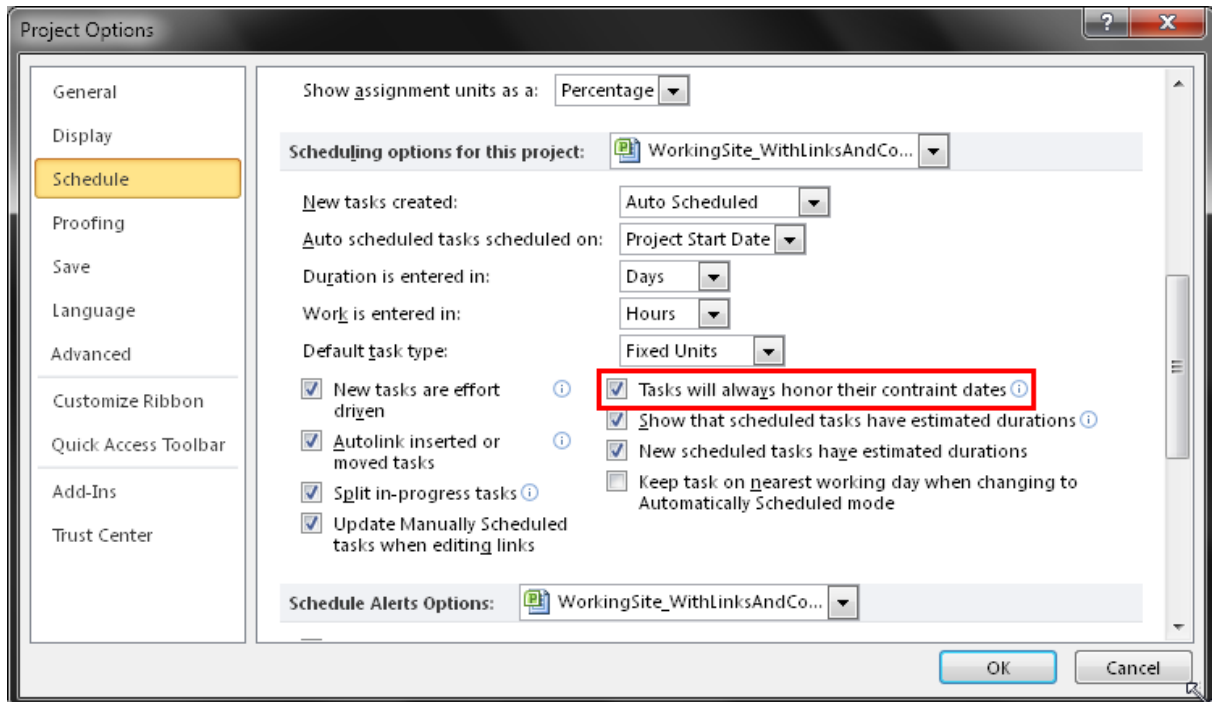 Project Options
General
Display
Schedule
Proofing
Save
Language
Advanced
Customize Ribbon
Quick Access Toolbar
Add-Ins
Trust Center
Show assignment units as a: Percentage
Scheduling options for this project: WorkingSite_WithLinksAndCo...
New tasks created: Auto Scheduled
Auto scheduled tasks scheduled on: Project Start Date
Duration is entered in: Days
Work is entered in: Hours
Default task type: Fixed Units
New tasks are effort
driven
Autolink inserted or
moved tasks
Split in-progress tasks
Update Manually Scheduled
tasks when editing links
Tasks will always honor their contraint dates
Show that scheduled tasks have estimated durations
New scheduled tasks have estimated durations
Keep task on nearest working day when changing to
Automatically Scheduled mode
Schedule Alerts Options: WorkingSite_WithLinksAndCo...
OK Cancel